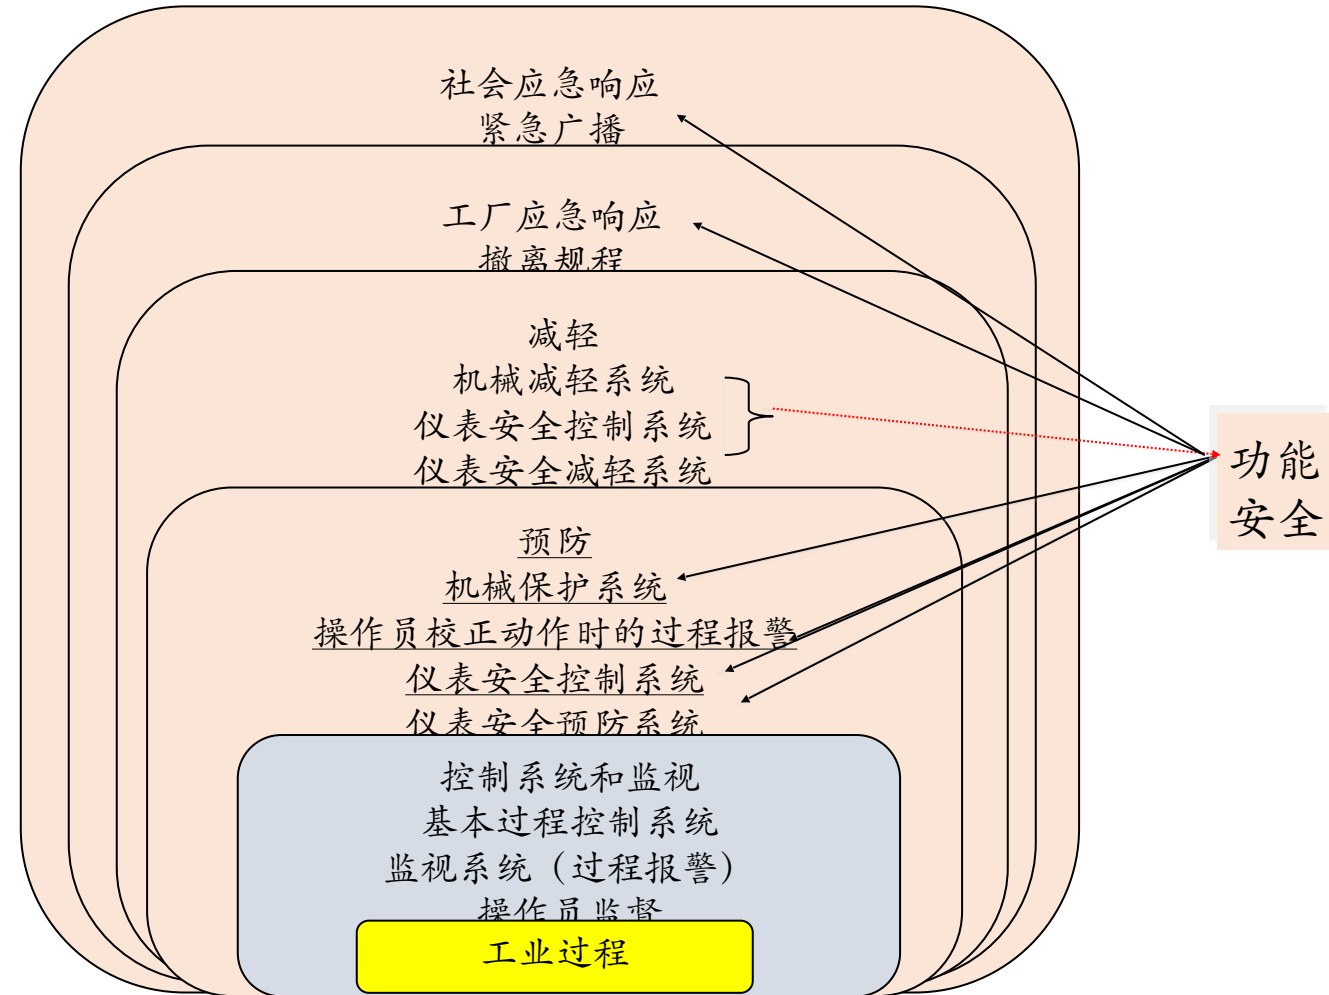 社会应急响应
紧急广播
工厂应急响应
撤离规程
减轻
机械减轻系统
仪表安全控制系统
仪表安全减轻系统
预防
机械保护系统
操作员校正动作时的过程报警
仪表安全控制系统
仪表安全预防系统
控制系统和监视
基本过程控制系统
监视系统（过程报警）
操作员监督
工业过程
功能
安全